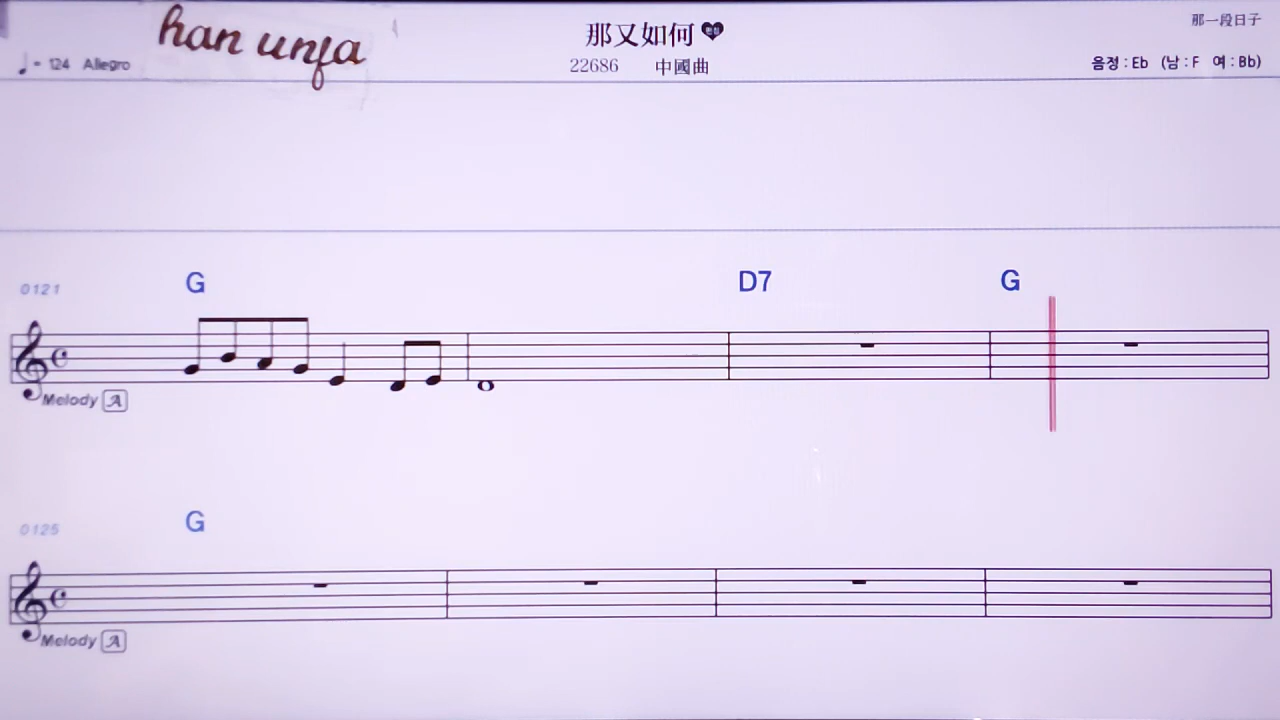 han unfa
那又如何
那一段日子
♩= 124 Allegro
22686 中國曲
음정 : Eb (남 : F 여 : Bb)
0121 G D7 G
Melody A
0125 G
Melody A